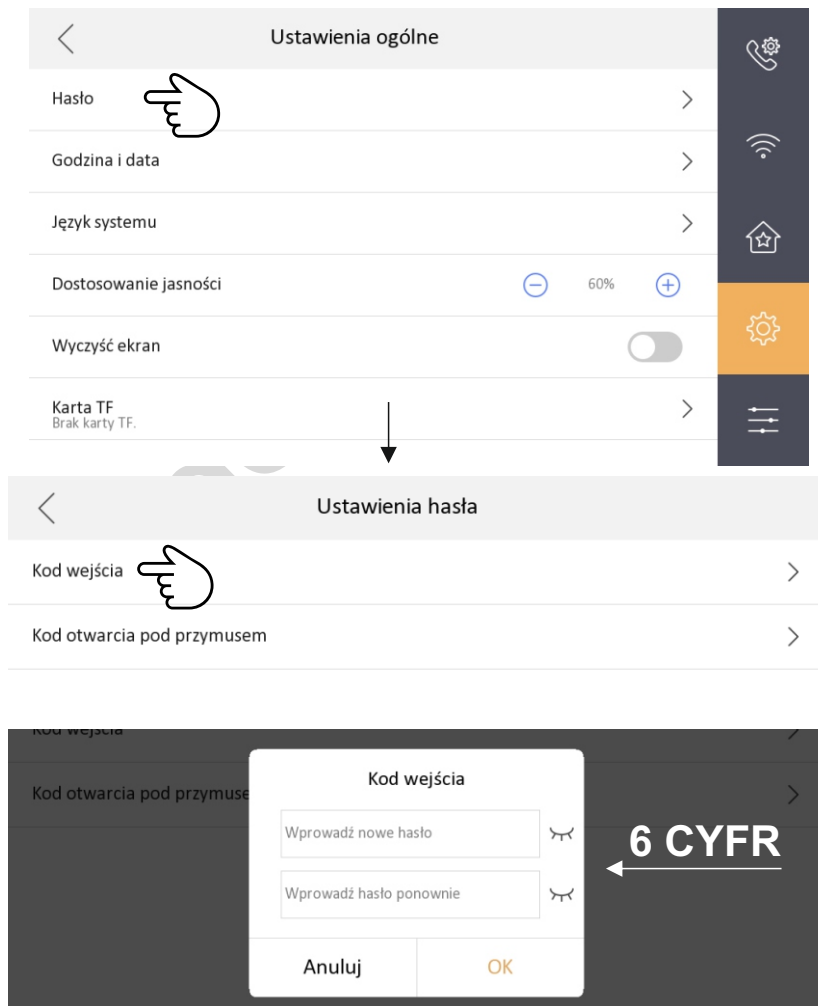 Ustawienia ogólne
Hasło
Godzina i data
Język systemu
Dostosowanie jasności
60%
Wyczyść ekran
Karta TF
Brak karty TF.
Ustawienia hasła
Kod wejścia
Kod otwarcia pod przymusem
Kod wejścia
Kod otwarcia pod przymuse
Kod wejścia
Wprowadź nowe hasło
6 CYFR
Wprowadź hasło ponownie
Anuluj
OK